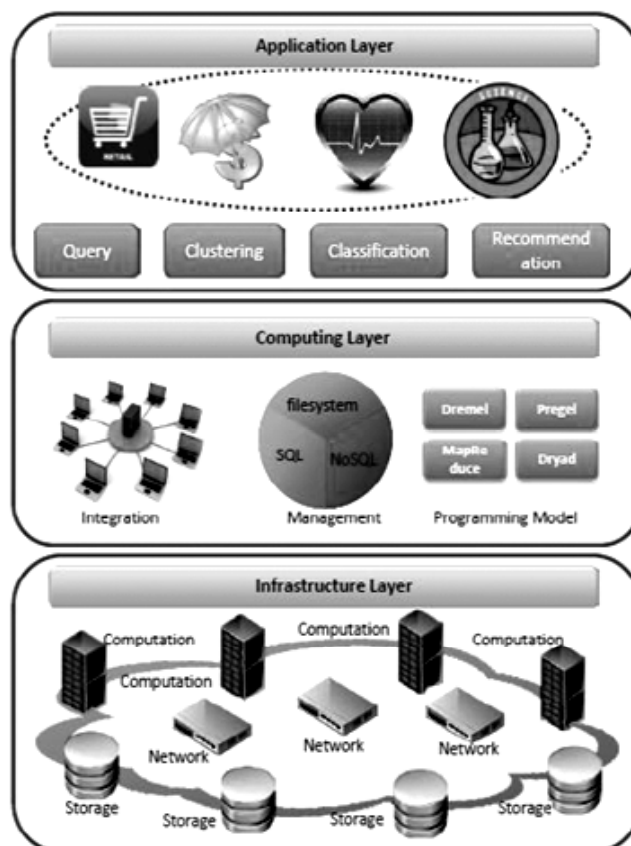 Application Layer
RETAIL
SCIENCE
Query
Clustering
Classification
Recommend
ation
Computing Layer
filesystem
SQL
NoSQL
Dremel
Pregel
MapRe
duce
Dryad
Integration
Management
Programming Model
Infrastructure Layer
Computation
Computation
Computation
Computation
Network
Network
Network
Storage
Storage
Storage
Storage